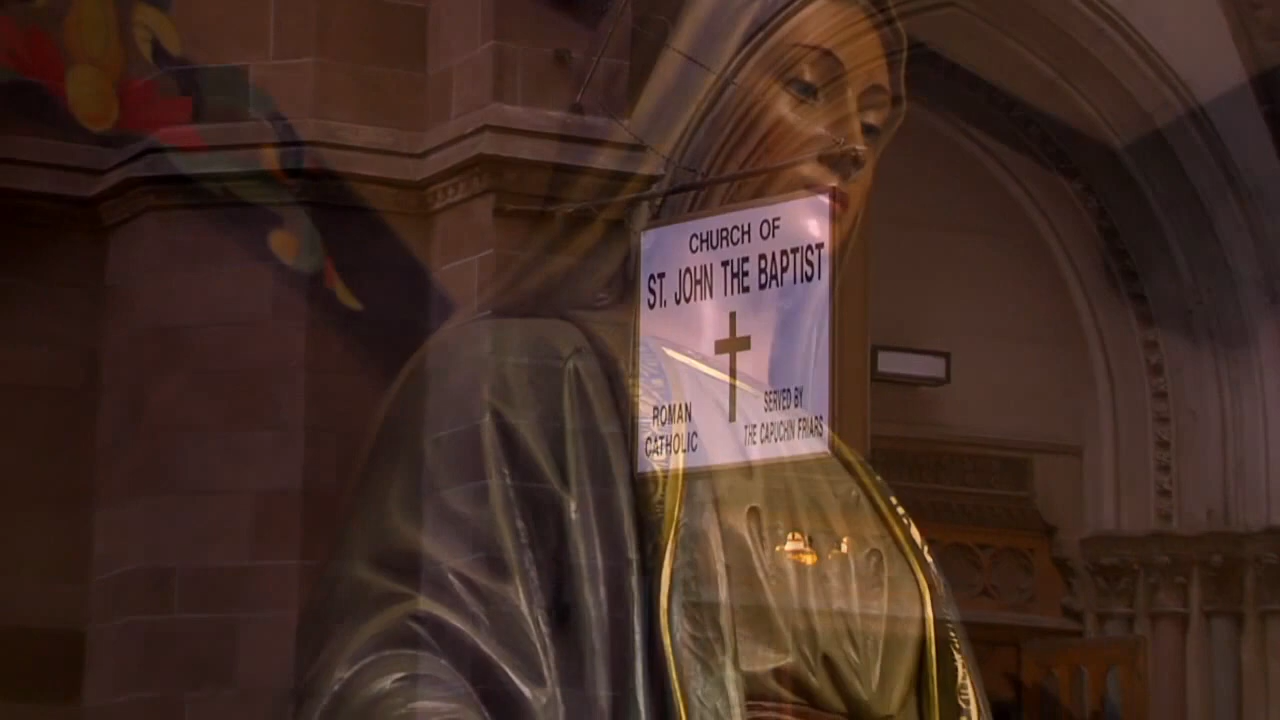 CHURCH OF
ST. JOHN THE BAPTIST
ROMAN
CATHOLIC
SERVED BY
THE CAPUCHIN FRIARS